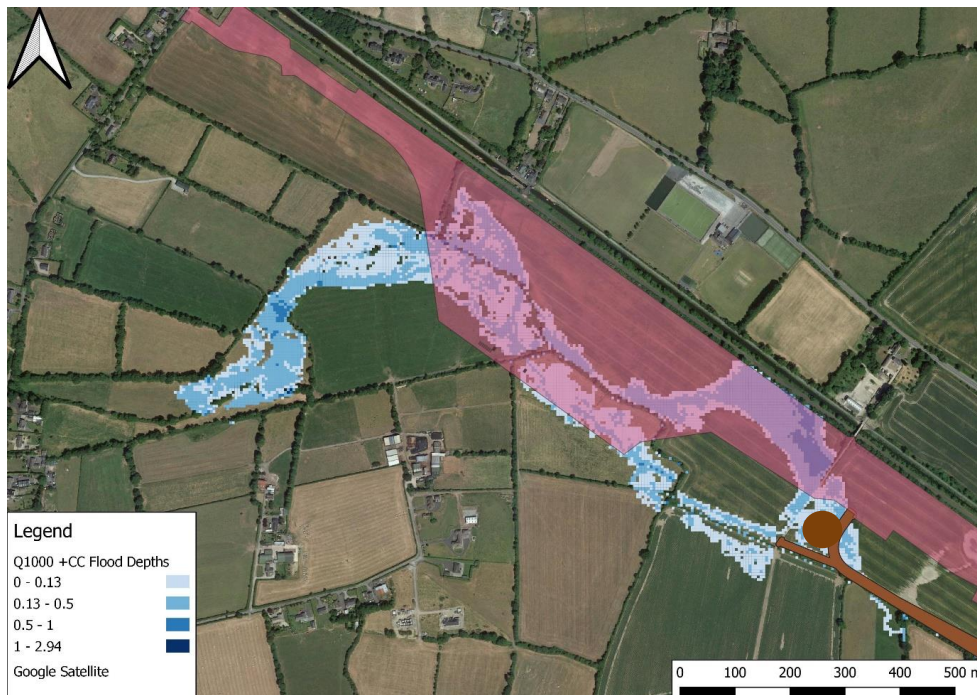 Legend
Q1000 +CC Flood Depths
0 - 0.13
0.13 - 0.5
0.5 - 1
1 - 2.94
Google Satellite
0 100 200 300 400 500 m